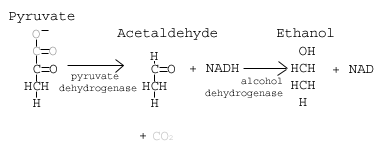 Pyruvate
Acetaldehyde
Ethanol
O−
C=O
C=O
HCH
H
pyruvate
dehydrogenase
H
C=O
HCH
H
+ NADH
alcohol
dehydrogenase
OH
HCH
HCH
H
+ NAD
+ CO₂